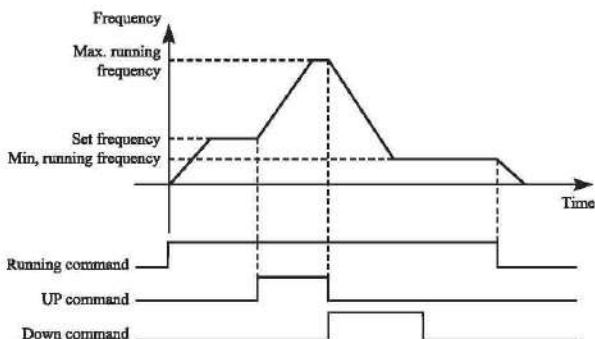 Frequency
Max. running
frequency
Set frequency
Min, running frequency
Time
Running command
UP command
Down command